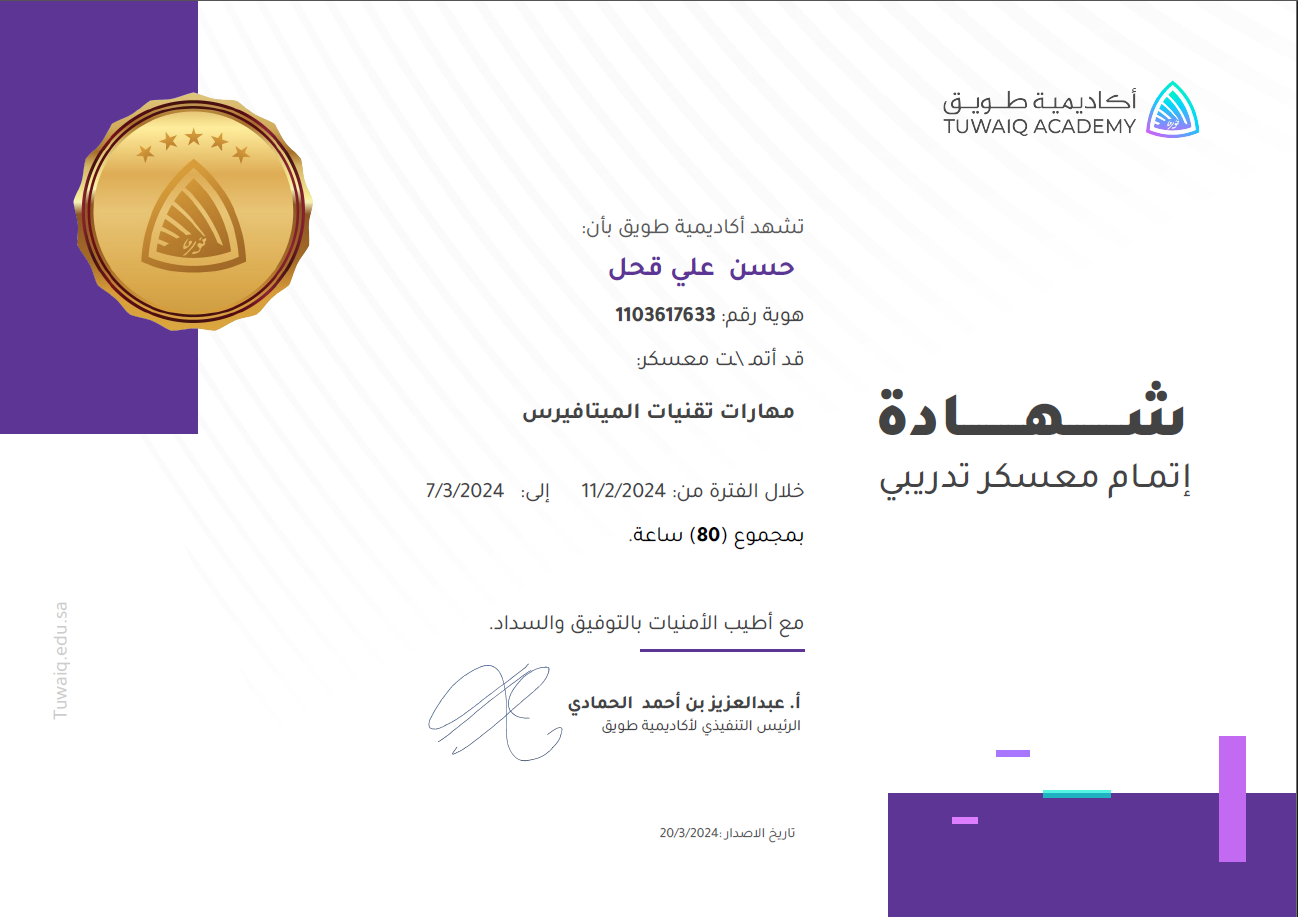 أكاديمية طويق
TUWAIQ ACADEMY
شهادة
إتمام معسكر تدريبي
تشهد أكاديمية طويق بأن:
حسن علي قحل
هوية رقم: 1103617633
قد أتمـ \ـت معسكر:
مهارات تقنيات الميتافيرس
خلال الفترة من: 11/2/2024 إلى: 7/3/2024
بمجموع (80) ساعة.
مع أطيب الأمنيات بالتوفيق والسداد.
أ. عبدالعزيز بن أحمد الحمادي
الرئيس التنفيذي لأكاديمية طويق
تاريخ الاصدار :20/3/2024
Tuwaiq.edu.sa